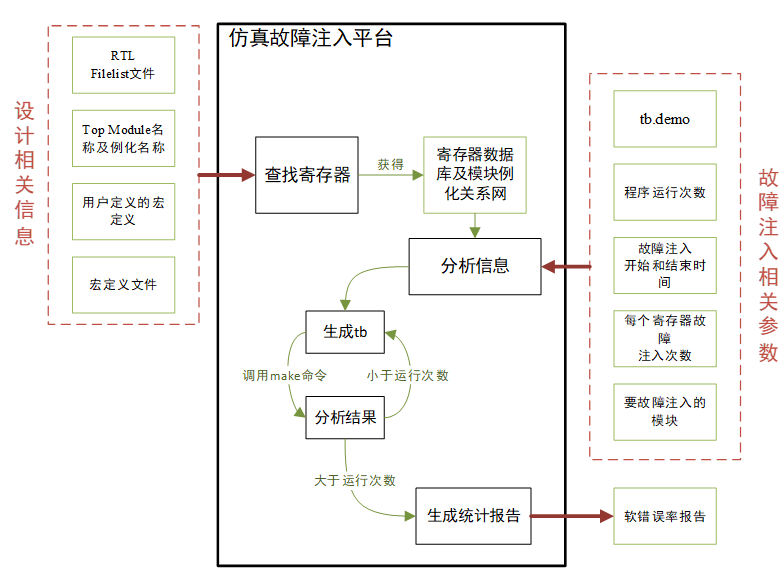 仿真故障注入平台
设计相关信息
RTL
Filelist文件
Top Module名
称及例化名称
用户定义的宏
定义
宏定义文件
查找寄存器
获得
寄存器数据
库及模块例
化关系网
分析信息
生成tb
调用make命令
小于运行次数
分析结果
大于运行次数
生成统计报告
tb.demo
程序运行次数
故障注入
开始和结束时
间
每个寄存器故
障
注入次数
要故障注入的
模块
故障注入相关参数
软错误率报告